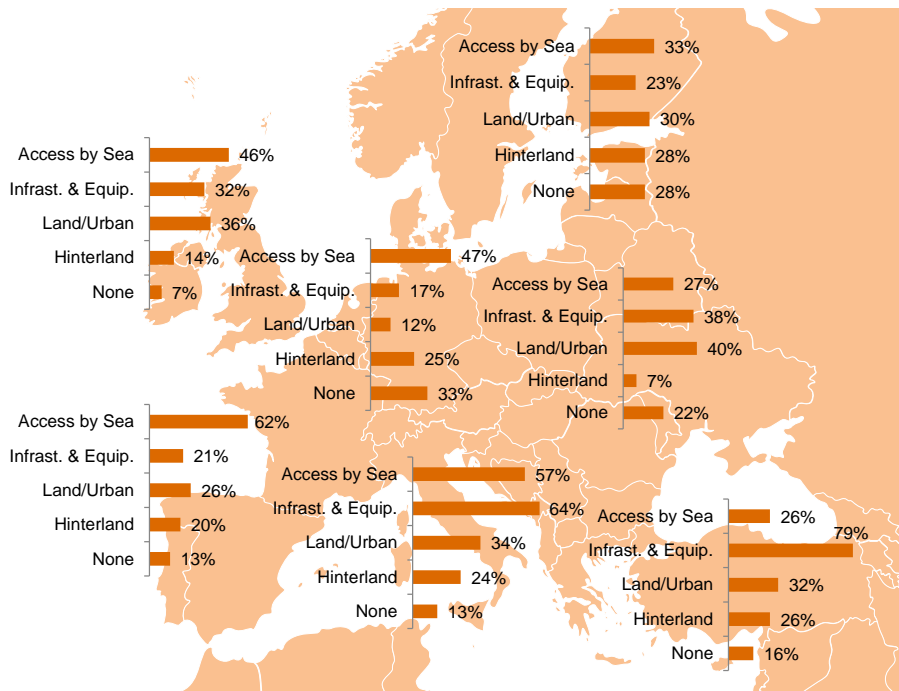 Access by Sea 33%
Infrast. & Equip. 23%
Land/Urban 30%
Hinterland 28%
None 28%
Access by Sea 46%
Infrast. & Equip. 32%
Land/Urban 36%
Hinterland 14%
None 7%
Access by Sea 47%
Infrast. & Equip. 17%
Land/Urban 12%
Hinterland 25%
None 33%
Access by Sea 27%
Infrast. & Equip. 38%
Land/Urban 40%
Hinterland 7%
None 22%
Access by Sea 62%
Infrast. & Equip. 21%
Land/Urban 26%
Hinterland 20%
None 13%
Access by Sea 57%
Infrast. & Equip. 64%
Land/Urban 34%
Hinterland 24%
None 13%
Access by Sea 26%
Infrast. & Equip. 79%
Land/Urban 32%
Hinterland 26%
None 16%